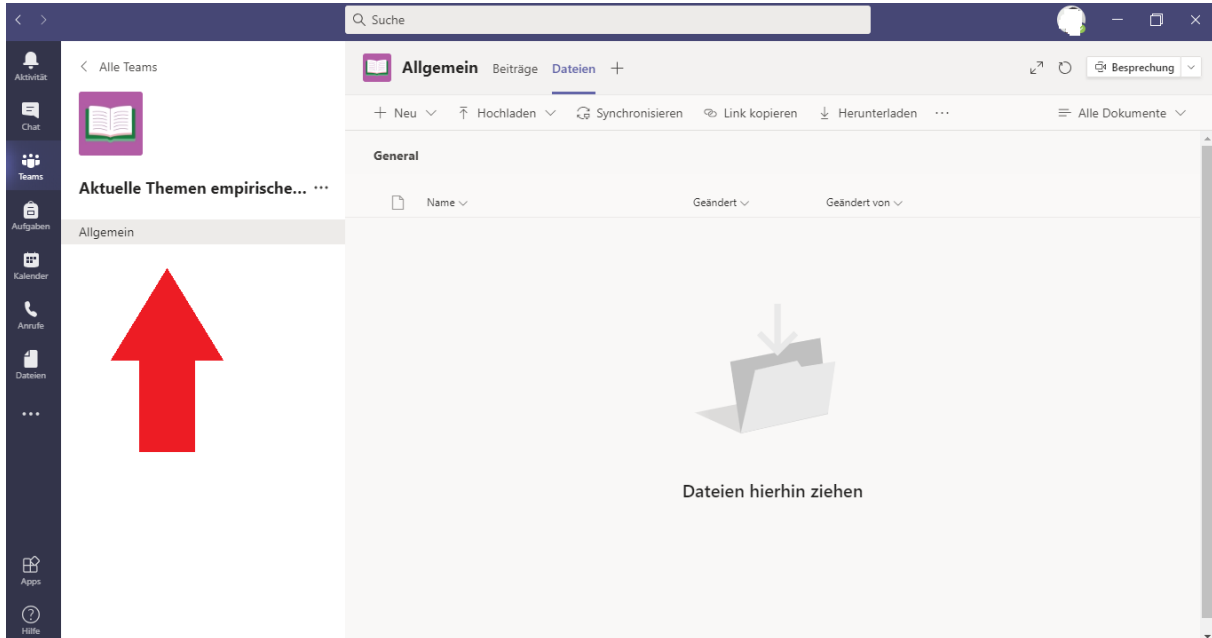 Suche
Aktivität
Chat
Teams
Aufgaben
Kalender
Anrufe
Dateien
Apps
Hilfe
Alle Teams
Aktuelle Themen empirische...
Allgemein
Allgemein Beiträge Dateien
Besprechung
Neu Hochladen Synchronisieren Link kopieren Herunterladen Alle Dokumente
General
Name Geändert Geändert von
Dateien hierhin ziehen